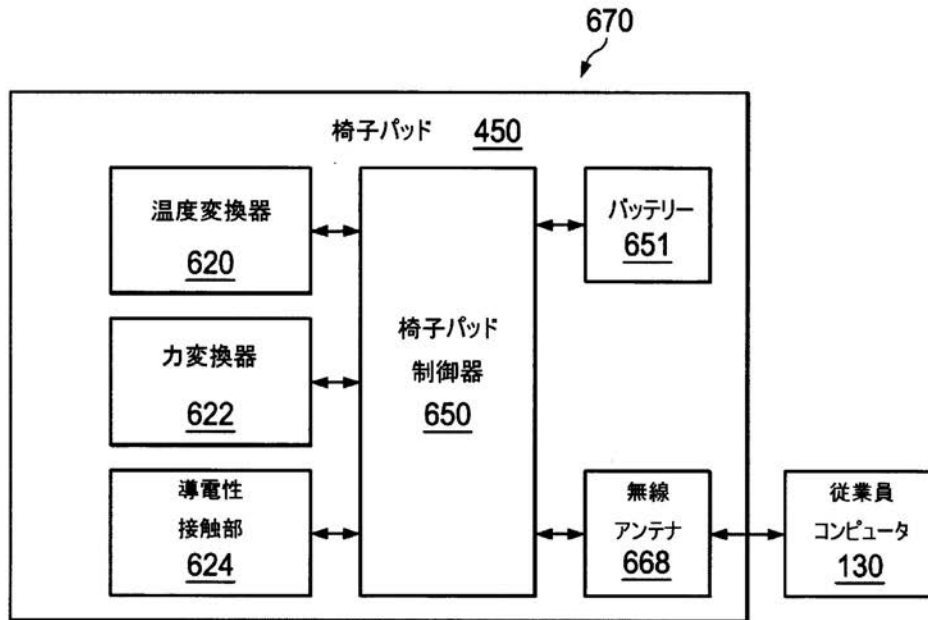 670
椅子パッド 450
温度変換器
620
力変換器
622
導電性
接触部
624
椅子パッド
制御器
650
バッテリー
651
無線
アンテナ
668
従業員
コンピュータ
130